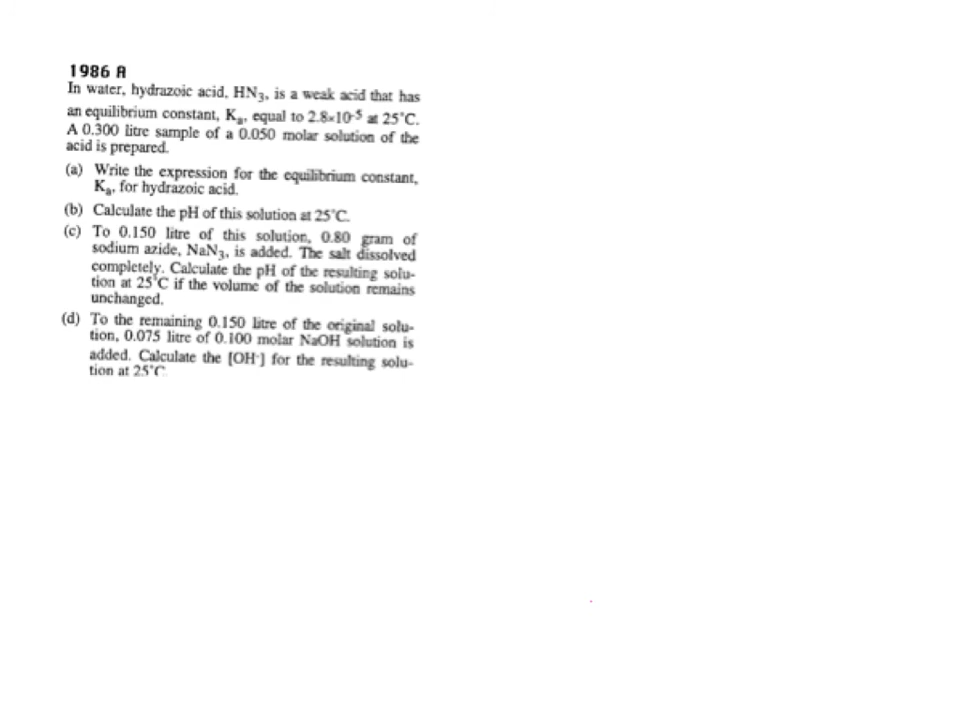 1986 A
In water, hydrazoic acid, HN₃, is a weak acid that has
an equilibrium constant, Kₐ, equal to 2.8×10⁻⁵ at 25°C.
A 0.300 litre sample of a 0.050 molar solution of the
acid is prepared.
(a) Write the expression for the equilibrium constant,
Kₐ, for hydrazoic acid.
(b) Calculate the pH of this solution at 25°C.
(c) To 0.150 litre of this solution, 0.80 gram of
sodium azide, NaN₃, is added. The salt dissolved
completely. Calculate the pH of the resulting solu-
tion at 25°C if the volume of the solution remains
unchanged.
(d) To the remaining 0.150 litre of the original solu-
tion, 0.075 litre of 0.100 molar NaOH solution is
added. Calculate the [OH⁻] for the resulting solu-
tion at 25°C